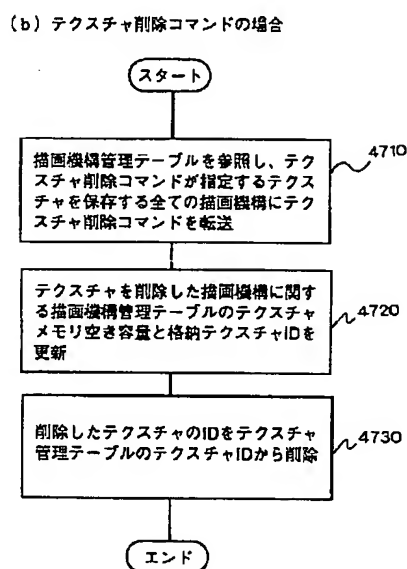 (b) テクスチャ削除コマンドの場合
スタート
4710
描画機構管理テーブルを参照し、テク
スチャ削除コマンドが指定するテクス
チャを保存する全ての描画機構にテク
スチャ削除コマンドを転送
テクスチャを削除した描画機構に関す
る描画機構管理テーブルのテクスチャ
メモリ空き容量と格納テクスチャIDを
更新
4720
削除したテクスチャのIDをテクスチャ
管理テーブルのテクスチャIDから削除
4730
エンド